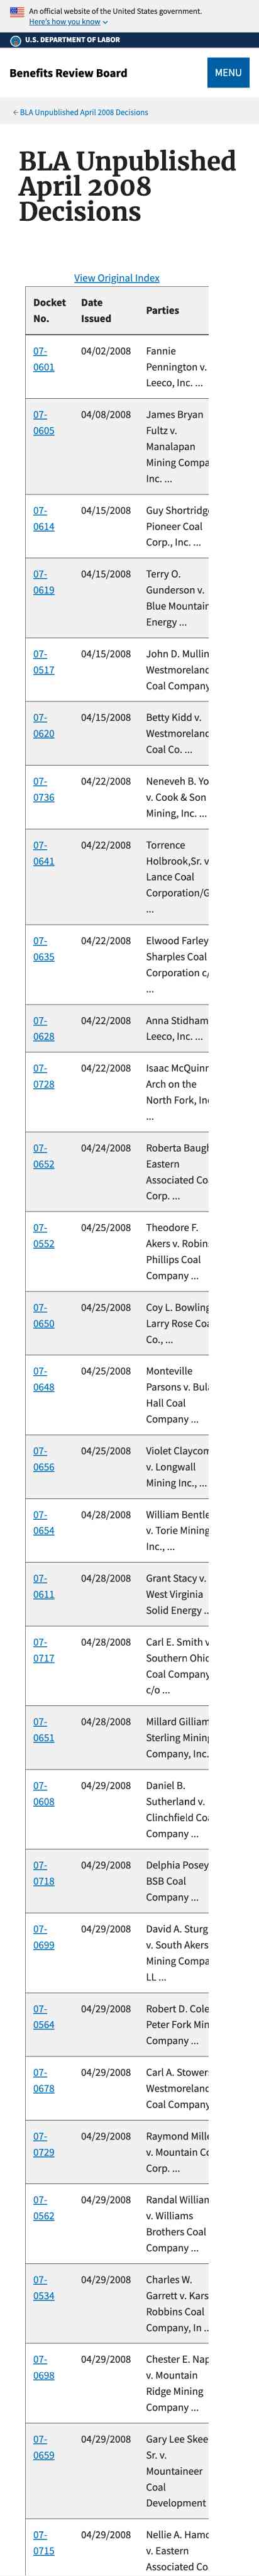 An official website of the United States government.
Here's how you know
U.S. DEPARTMENT OF LABOR
Benefits Review Board
MENU
BLA Unpublished April 2008 Decisions
BLA Unpublished
April 2008
Decisions
View Original Index
Docket No. Date Issued Parties
07-0601 04/02/2008 Fannie Pennington v. Leeco, Inc. ...
07-0605 04/08/2008 James Bryan Fultz v. Manalapan Mining Compa Inc. ...
07-0614 04/15/2008 Guy Shortridg Pioneer Coal Corp., Inc. ...
07-0619 04/15/2008 Terry O. Gunderson v. Blue Mountain Energy ...
07-0517 04/15/2008 John D. Mullin Westmoreland Coal Company
07-0620 04/15/2008 Betty Kidd v. Westmoreland Coal Co. ...
07-0736 04/22/2008 Neneveh B. Yo v. Cook & Son Mining, Inc. ...
07-0641 04/22/2008 Torrence Holbrook,Sr. v Lance Coal Corporation/G ...
07-0635 04/22/2008 Elwood Farley Sharples Coal Corporation c/ ...
07-0628 04/22/2008 Anna Stidham Leeco, Inc. ...
07-0728 04/22/2008 Isaac McQuinn Arch on the North Fork, In ...
07-0652 04/24/2008 Roberta Baugh Eastern Associated Co Corp. ...
07-0552 04/25/2008 Theodore F. Akers v. Robin Phillips Coal Company ...
07-0650 04/25/2008 Coy L. Bowling Larry Rose Coa Co., ...
07-0648 04/25/2008 Monteville Parsons v. Bul Hall Coal Company ...
07-0656 04/25/2008 Violet Claycom v. Longwall Mining Inc., ...
07-0654 04/28/2008 William Bentle v. Torie Mining Inc., ...
07-0611 04/28/2008 Grant Stacy v. West Virginia Solid Energy ..
07-0717 04/28/2008 Carl E. Smith v Southern Ohio Coal Company c/o ...
07-0651 04/28/2008 Millard Gilliam Sterling Mining Company, Inc.
07-0608 04/29/2008 Daniel B. Sutherland v. Clinchfield Coa Company ...
07-0718 04/29/2008 Delphia Posey BSB Coal Company ...
07-0699 04/29/2008 David A. Sturg v. South Akers Mining Compa LL ...
07-0564 04/29/2008 Robert D. Cole Peter Fork Min Company ...
07-0678 04/29/2008 Carl A. Stower Westmoreland Coal Company
07-0729 04/29/2008 Raymond Mille v. Mountain Co Corp. ...
07-0562 04/29/2008 Randal William v. Williams Brothers Coal Company ...
07-0534 04/29/2008 Charles W. Garrett v. Kars Robbins Coal Company, In ..
07-0698 04/29/2008 Chester E. Nap v. Mountain Ridge Mining Company ...
07-0659 04/29/2008 Gary Lee Skee Sr. v. Mountaineer Coal Development
07-0715 04/29/2008 Nellie A. Hamo v. Eastern Associated Co